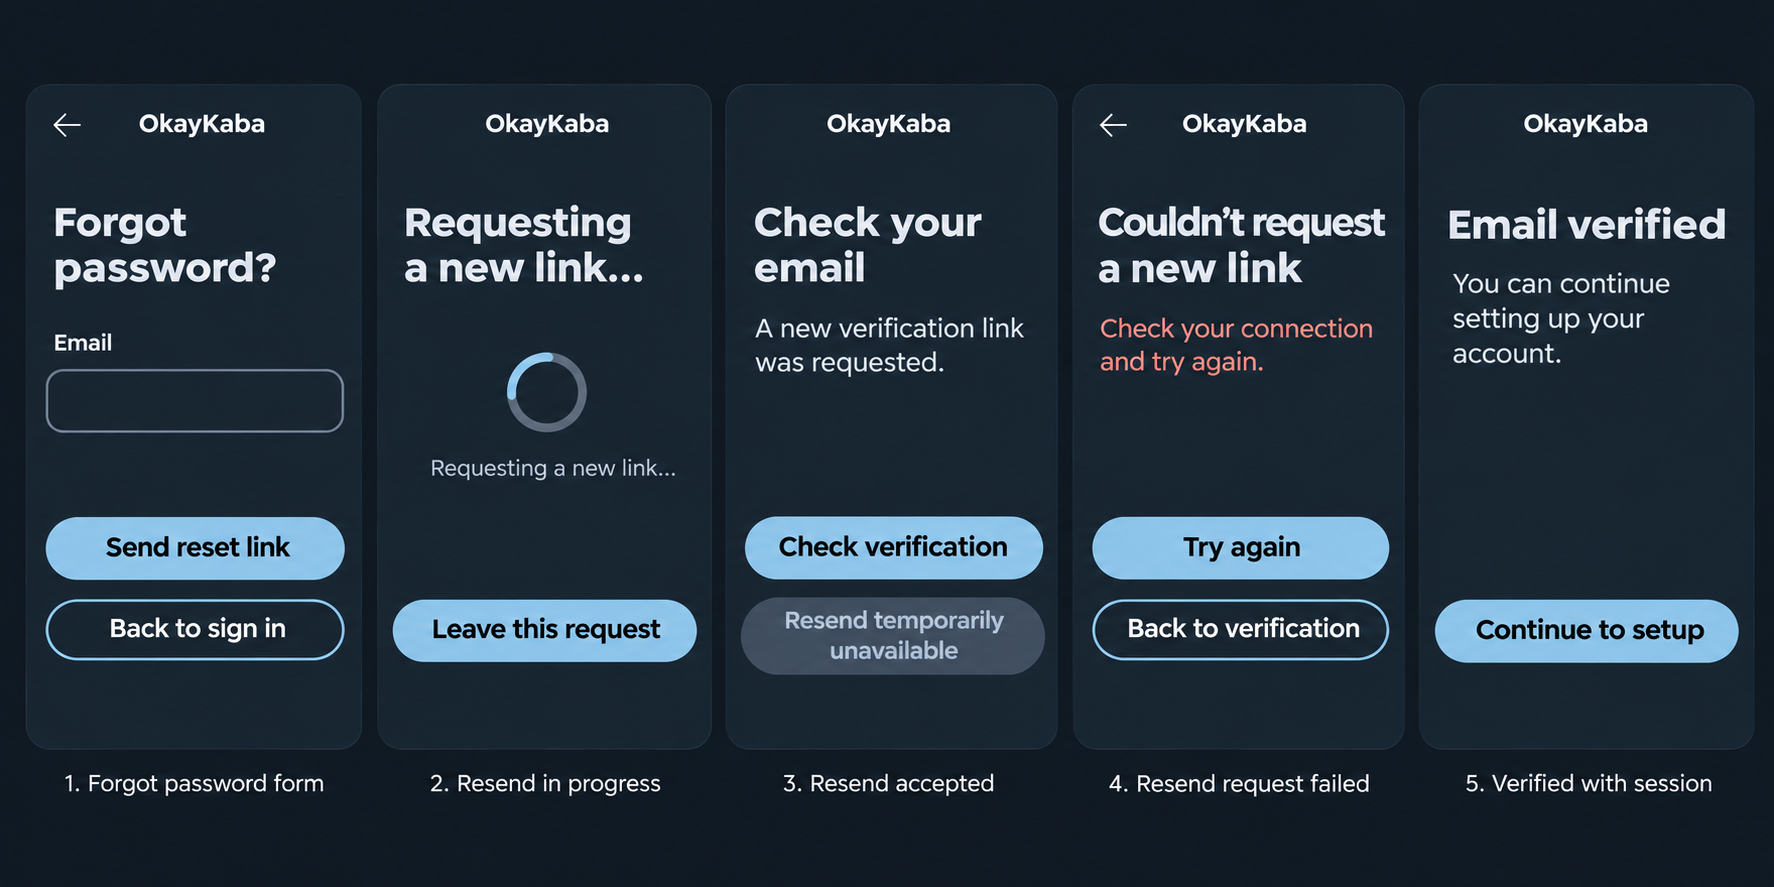 OkayKaba
Forgot
password?
Email
Send reset link
Back to sign in
1. Forgot password form
OkayKaba
Requesting
a new link...
Requesting a new link...
Leave this request
2. Resend in progress
OkayKaba
Check your
email
A new verification link
was requested.
Check verification
Resend temporarily
unavailable
3. Resend accepted
OkayKaba
Couldn’t request
a new link
Check your connection
and try again.
Try again
Back to verification
4. Resend request failed
OkayKaba
Email verified
You can continue
setting up your
account.
Continue to setup
5. Verified with session